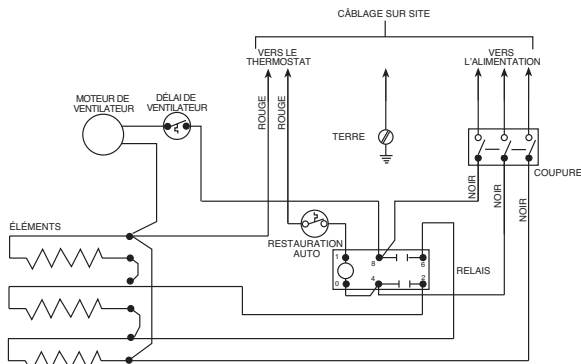 CÂBLAGE SUR SITE
VERS LE
THERMOSTAT
VERS
L'ALIMENTATION
MOTEUR DE
VENTILATEUR
DÉLAI DE
VENTILATEUR
ROUGE
ROUGE
TERRE
COUPURE
NOIR
NOIR
NOIR
ÉLÉMENTS
RESTAURATION
AUTO
RELAIS
1
8
6
0
4
2